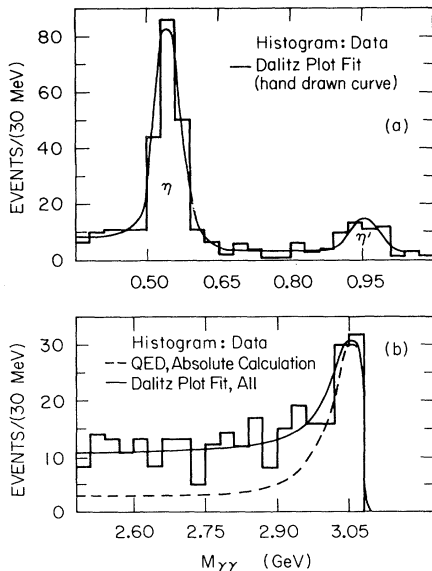 EVENTS/(30 MeV)
80
60
40
20
0
Histogram: Data
— Dalitz Plot Fit
(hand drawn curve)
(a)
η
η'
0.50
0.65
0.80
0.95
EVENTS/(30 MeV)
30
20
10
0
Histogram: Data
(b)
--- QED, Absolute Calculation
— Dalitz Plot Fit, All
2.60
2.75
2.90
3.05
Mγγ (GeV)